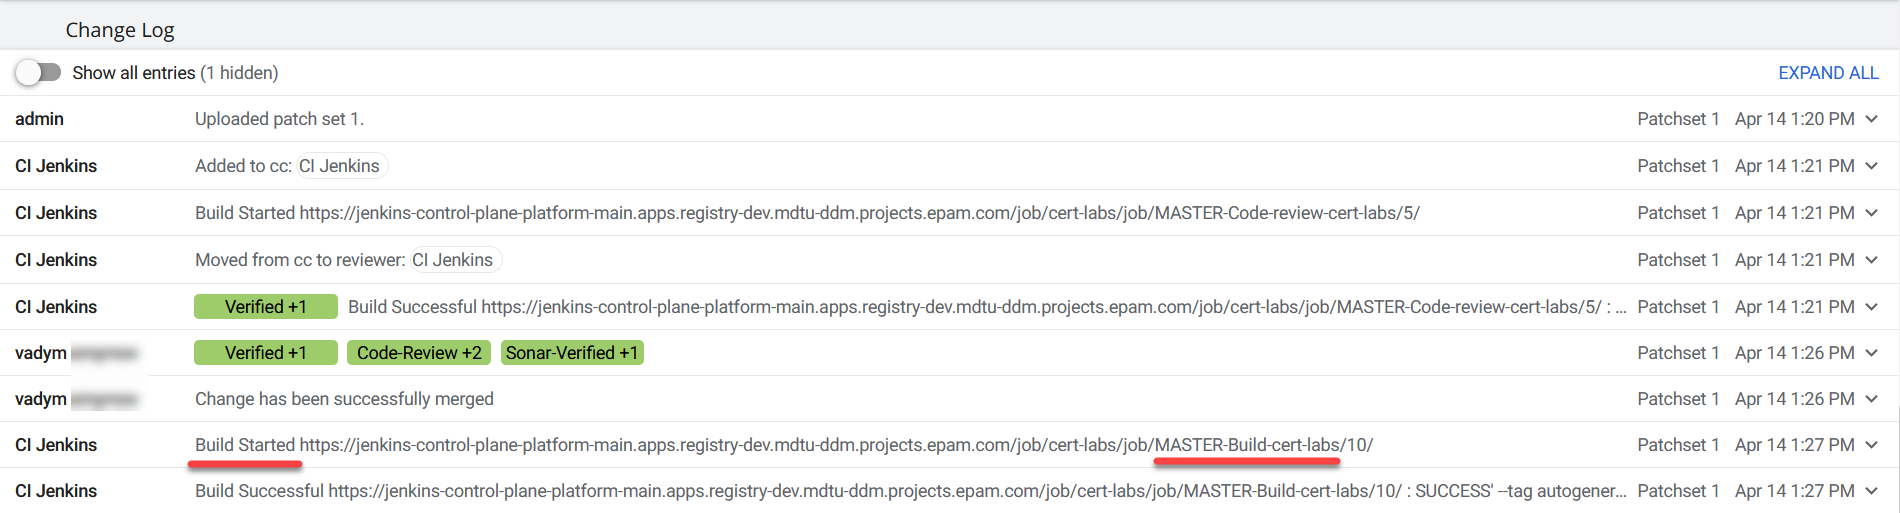 Change Log
Show all entries (1 hidden) EXPAND ALL
admin Uploaded patch set 1. Patchset 1 Apr 14 1:20 PM
CI Jenkins Added to cc: CI Jenkins Patchset 1 Apr 14 1:21 PM
CI Jenkins Build Started https://jenkins-control-plane-platform-main.apps.registry-dev.mdtu-ddm.projects.epam.com/job/cert-labs/job/MASTER-Code-review-cert-labs/5/ Patchset 1 Apr 14 1:21 PM
CI Jenkins Moved from cc to reviewer: CI Jenkins Patchset 1 Apr 14 1:21 PM
CI Jenkins Verified +1 Build Successful https://jenkins-control-plane-platform-main.apps.registry-dev.mdtu-ddm.projects.epam.com/job/cert-labs/job/MASTER-Code-review-cert-labs/5/ : ... Patchset 1 Apr 14 1:21 PM
vadym Verified +1 Code-Review +2 Sonar-Verified +1 Patchset 1 Apr 14 1:26 PM
vadym Change has been successfully merged Patchset 1 Apr 14 1:26 PM
CI Jenkins Build Started https://jenkins-control-plane-platform-main.apps.registry-dev.mdtu-ddm.projects.epam.com/job/cert-labs/job/MASTER-Build-cert-labs/10/ Patchset 1 Apr 14 1:27 PM
CI Jenkins Build Successful https://jenkins-control-plane-platform-main.apps.registry-dev.mdtu-ddm.projects.epam.com/job/cert-labs/job/MASTER-Build-cert-labs/10/ : SUCCESS' --tag autogener... Patchset 1 Apr 14 1:27 PM